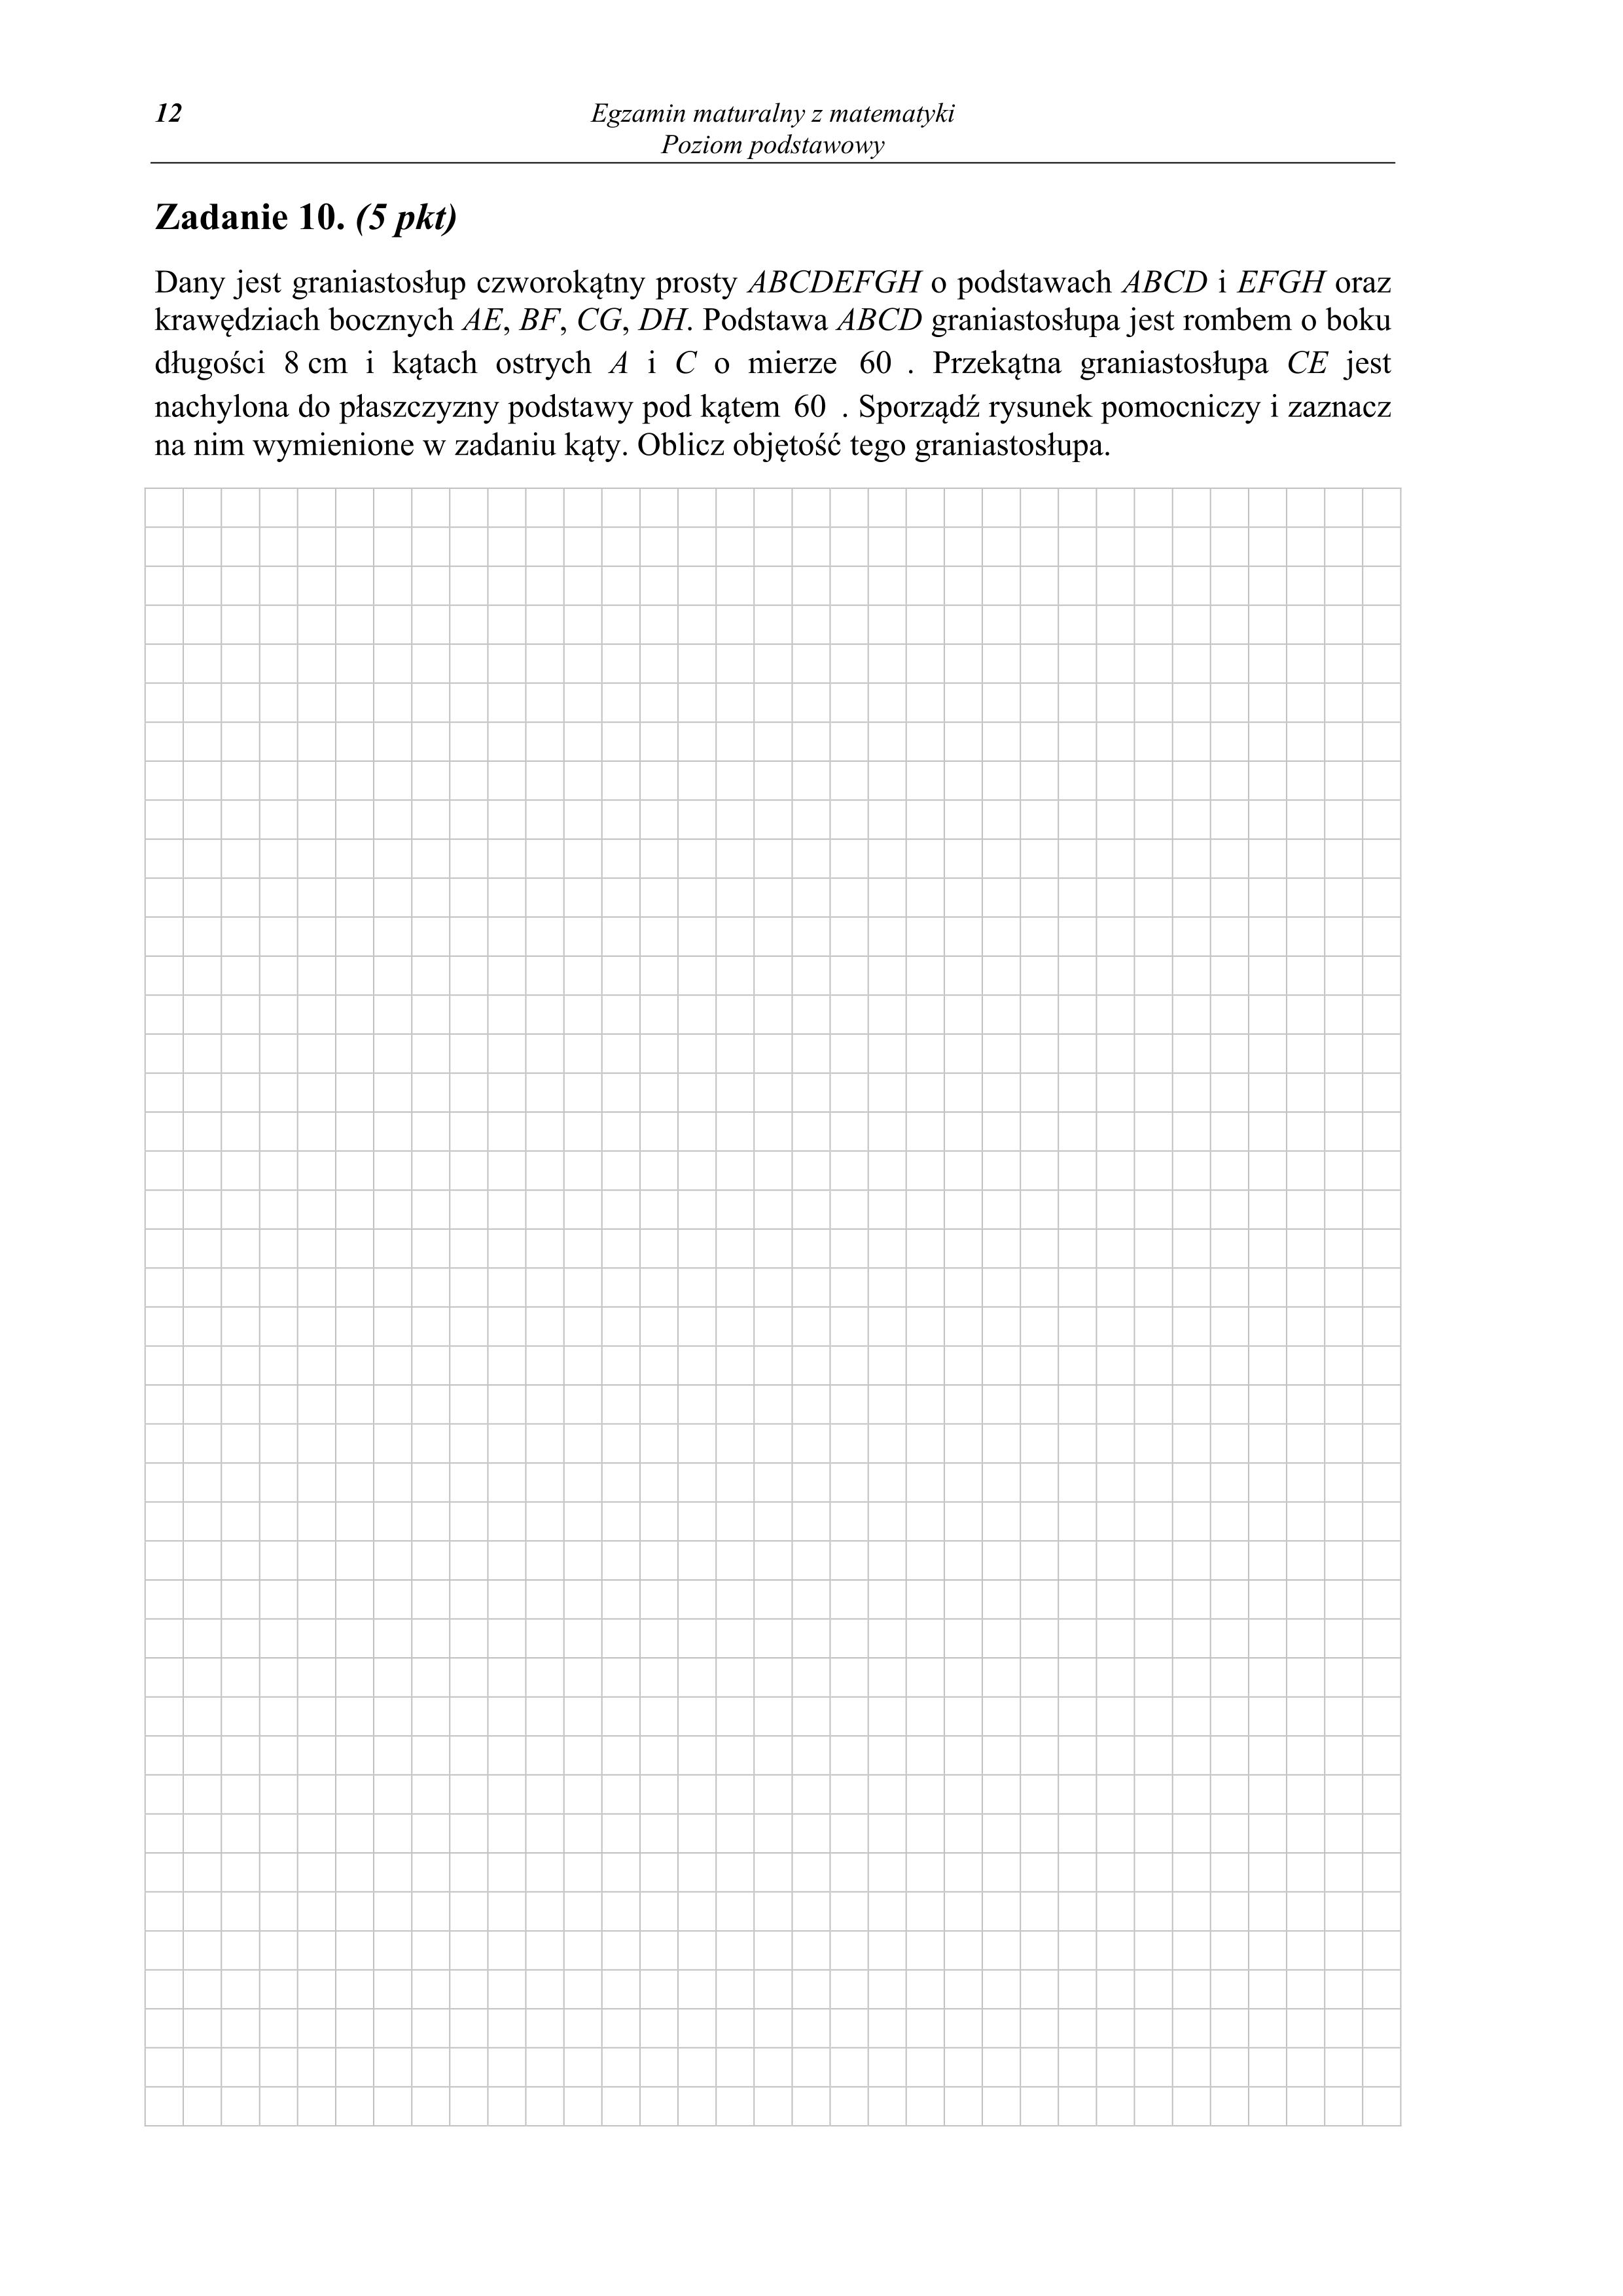 12
Egzamin maturalny z matematyki
Poziom podstawowy
Zadanie 10. (5 pkt)
Dany jest graniastosłup czworokątny prosty ABCDEFGH o podstawach ABCD i EFGH oraz
krawędziach bocznych AE, BF, CG, DH. Podstawa ABCD graniastosłupa jest rombem o boku
długości 8 cm i kątach ostrych A i C o mierze 60 . Przekątna graniastosłupa CE jest
nachylona do płaszczyzny podstawy pod kątem 60 . Sporządź rysunek pomocniczy i zaznacz
na nim wymienione w zadaniu kąty. Oblicz objętość tego graniastosłupa.